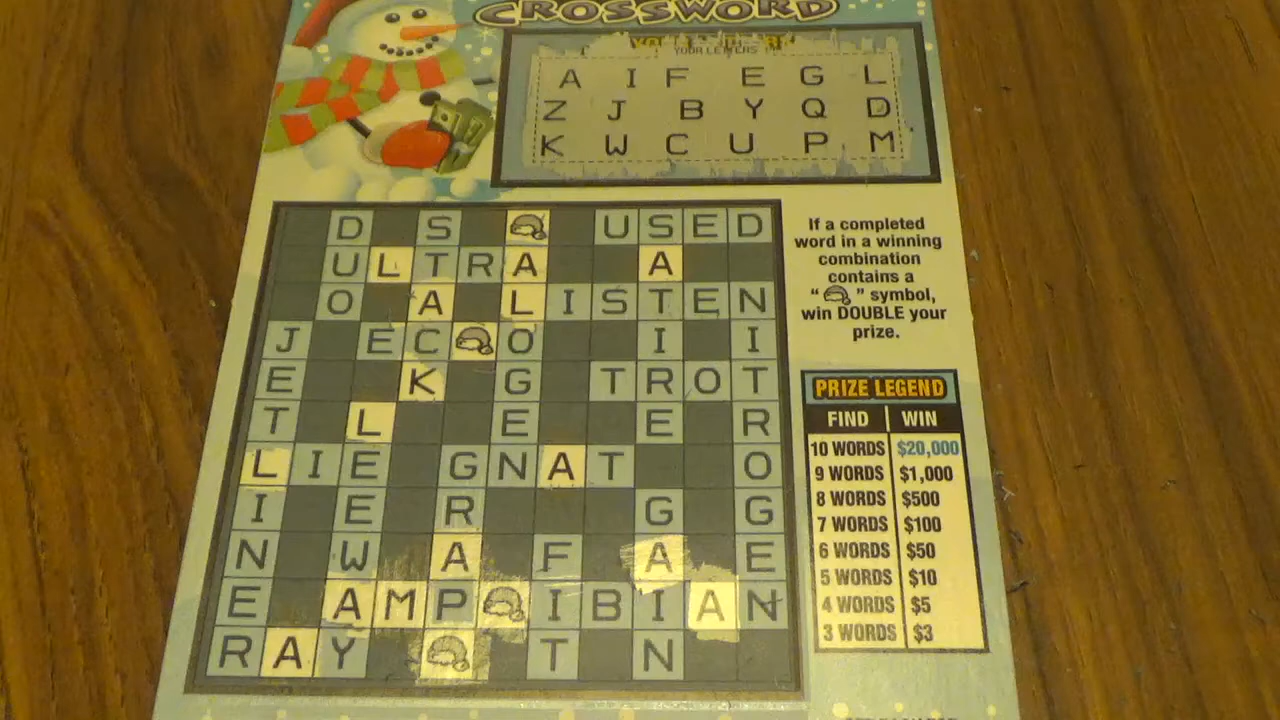 CROSSWORD
YOUR LETTERS
A I F E G L
Z J B Y Q D
K W C U P M
D S USED
U L T R A A
O A L I S T E N
J E C O I I
E K G T R O T
T L E E R
L I E G N A T O
I E R G G
N W A F A E
E A M P I B I A N
R A Y T N
If a completed
word in a winning
combination
contains a
" " symbol,
win DOUBLE your
prize.
PRIZE LEGEND
FIND WIN
10 WORDS $20,000
9 WORDS $1,000
8 WORDS $500
7 WORDS $100
6 WORDS $50
5 WORDS $10
4 WORDS $5
3 WORDS $3